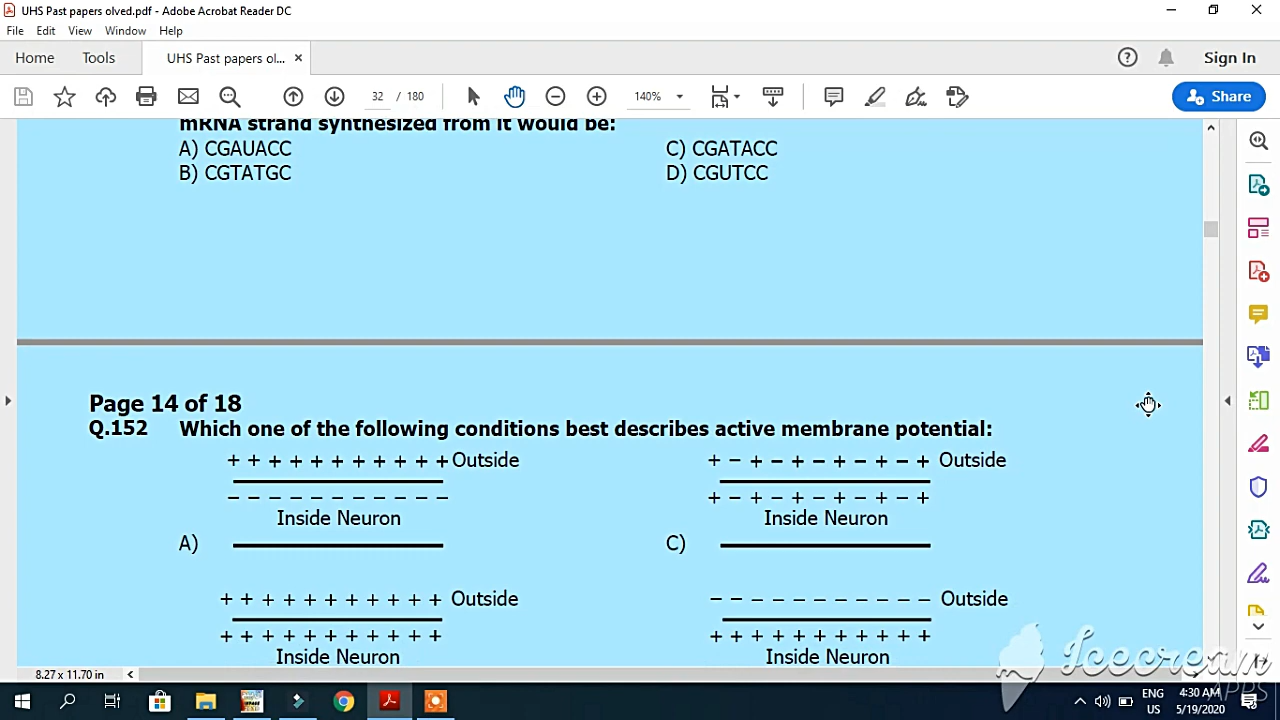 UHS Past papers olved.pdf - Adobe Acrobat Reader DC
File Edit View Window Help
Home Tools UHS Past papers ol... × Sign In
32 / 180 140% Share
mRNA strand synthesized from it would be:
A) CGAUACC C) CGATACC
B) CGTATGC D) CGUTCC
Page 14 of 18
Q.152 Which one of the following conditions best describes active membrane potential:
+ + + + + + + + + + + Outside + − + − + − + − + − + Outside
− − − − − − − − − − − + − + − + − + − + − +
Inside Neuron Inside Neuron
A) C)
+ + + + + + + + + + + Outside − − − − − − − − − − − Outside
+ + + + + + + + + + + + + + + + + + + + + +
Inside Neuron Inside Neuron
8.27 x 11.70 in
Icecream
APPS
ENG 4:30 AM
US 5/19/2020